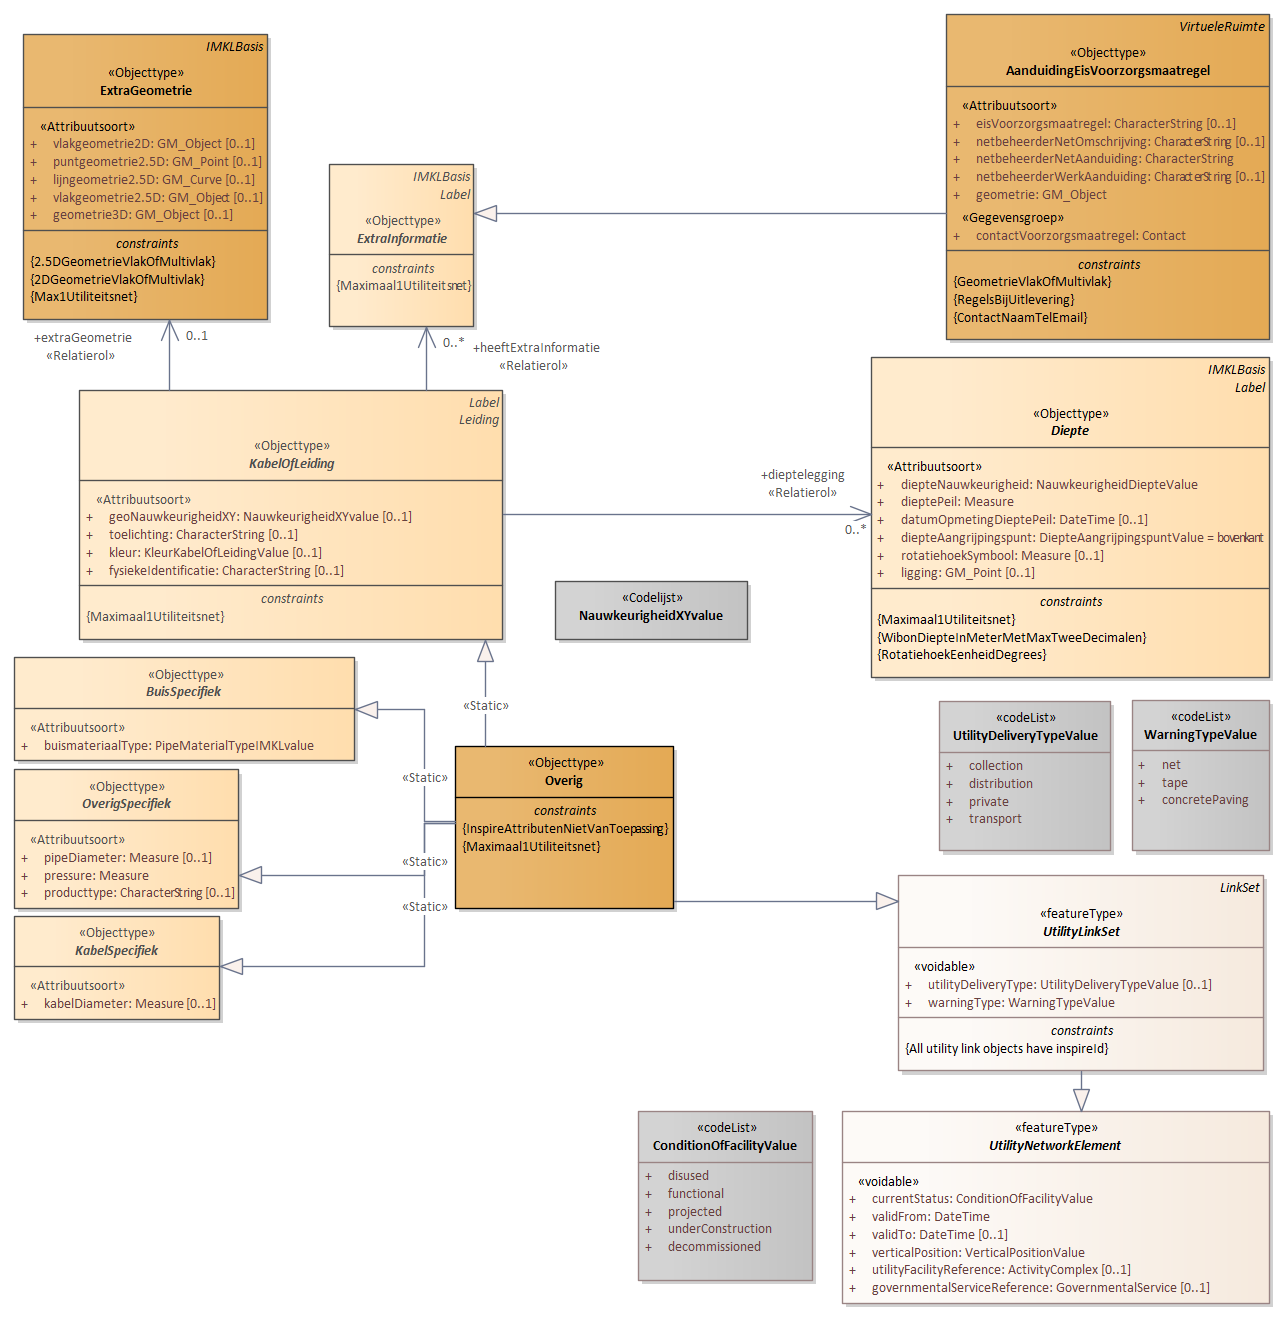 IMKLBasis
«Objecttype»
ExtraGeometrie
«Attribuutsoort»
+ vlakgeometrie2D: GM_Object [0..1]
+ puntgeometrie2.5D: GM_Point [0..1]
+ lijngeometrie2.5D: GM_Curve [0..1]
+ vlakgeometrie2.5D: GM_Object [0..1]
+ geometrie3D: GM_Object [0..1]
constraints
{2.5DGeometrieVlakOfMultivlak}
{2DGeometrieVlakOfMultivlak}
{Max1Utiliteitsnet}
VirtueleRuimte
«Objecttype»
AanduidingEisVoorzorgsmaatregel
«Attribuutsoort»
+ eisVoorzorgsmaatregel: CharacterString [0..1]
+ netbeheerderNetOmschrijving: CharacterString [0..1]
+ netbeheerderNetAanduiding: CharacterString
+ netbeheerderWerkAanduiding: CharacterString [0..1]
+ geometrie: GM_Object
«Gegevensgroep»
+ contactVoorzorgsmaatregel: Contact
constraints
{GeometrieVlakOfMultivlak}
{RegelsBijUitlevering}
{ContactNaamTelEmail}
IMKLBasis
Label
«Objecttype»
ExtraInformatie
constraints
{Maximaal1Utiliteitsnet}
+extraGeometrie
«Relatierol»
0..1
0..*
+heeftExtraInformatie
«Relatierol»
Label
Leiding
«Objecttype»
KabelOfLeiding
«Attribuutsoort»
+ geoNauwkeurigheidXY: NauwkeurigheidXYvalue [0..1]
+ toelichting: CharacterString [0..1]
+ kleur: KleurKabelOfLeidingValue [0..1]
+ fysiekeIdentificatie: CharacterString [0..1]
constraints
{Maximaal1Utiliteitsnet}
+dieptelegging
«Relatierol»
0..*
IMKLBasis
Label
«Objecttype»
Diepte
«Attribuutsoort»
+ diepteNauwkeurigheid: NauwkeurigheidDiepteValue
+ dieptePeil: Measure
+ datumOpmetingDieptePeil: DateTime [0..1]
+ diepteAangrijpingspunt: DiepteAangrijpingspuntValue = bovenkant
+ rotatiehoekSymbool: Measure [0..1]
+ ligging: GM_Point [0..1]
constraints
{Maximaal1Utiliteitsnet}
{WibonDiepteInMeterMetMaxTweeDecimalen}
{RotatiehoekEenheidDegrees}
«Codelijst»
NauwkeurigheidXYvalue
«Objecttype»
BuisSpecifiek
«Attribuutsoort»
+ buismateriaalType: PipeMaterialTypeIMKLvalue
«Objecttype»
OverigSpecifiek
«Attribuutsoort»
+ pipeDiameter: Measure [0..1]
+ pressure: Measure
+ producttype: CharacterString [0..1]
«Objecttype»
KabelSpecifiek
«Attribuutsoort»
+ kabelDiameter: Measure [0..1]
«Static»
«Static»
«Static»
«Static»
«Objecttype»
Overig
constraints
{InspireAttributenNietVanToepassing}
{Maximaal1Utiliteitsnet}
«codeList»
UtilityDeliveryTypeValue
+ collection
+ distribution
+ private
+ transport
«codeList»
WarningTypeValue
+ net
+ tape
+ concretePaving
LinkSet
«featureType»
UtilityLinkSet
«voidable»
+ utilityDeliveryType: UtilityDeliveryTypeValue [0..1]
+ warningType: WarningTypeValue
constraints
{All utility link objects have inspireId}
«codeList»
ConditionOfFacilityValue
+ disused
+ functional
+ projected
+ underConstruction
+ decommissioned
«featureType»
UtilityNetworkElement
«voidable»
+ currentStatus: ConditionOfFacilityValue
+ validFrom: DateTime
+ validTo: DateTime [0..1]
+ verticalPosition: VerticalPositionValue
+ utilityFacilityReference: ActivityComplex [0..1]
+ governmentalServiceReference: GovernmentalService [0..1]